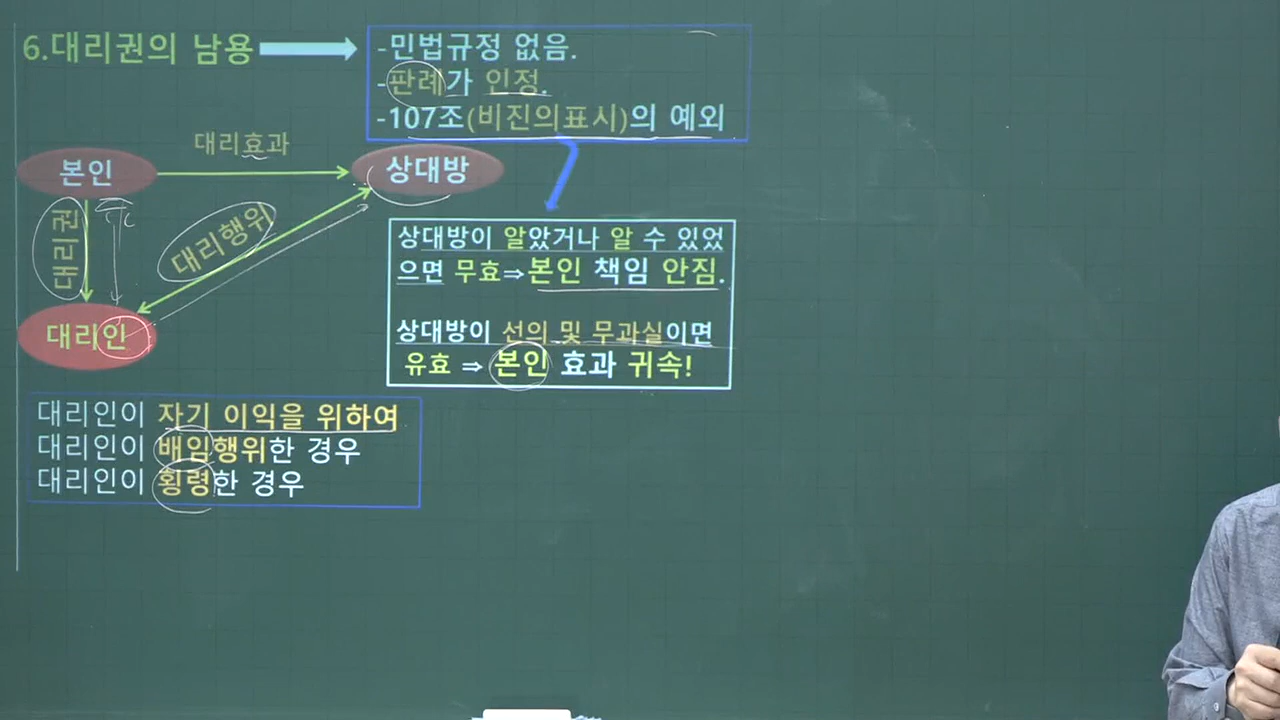 6.대리권의 남용
-민법규정 없음.
-판례가 인정.
-107조(비진의표시)의 예외
대리효과
본인
상대방
대리권
대리행위
대리인
상대방이 알았거나 알 수 있었
으면 무효⇒본인 책임 안짐.
상대방이 선의 및 무과실이면
유효 ⇒ 본인 효과 귀속!
대리인이 자기 이익을 위하여
대리인이 배임행위한 경우
대리인이 횡령한 경우